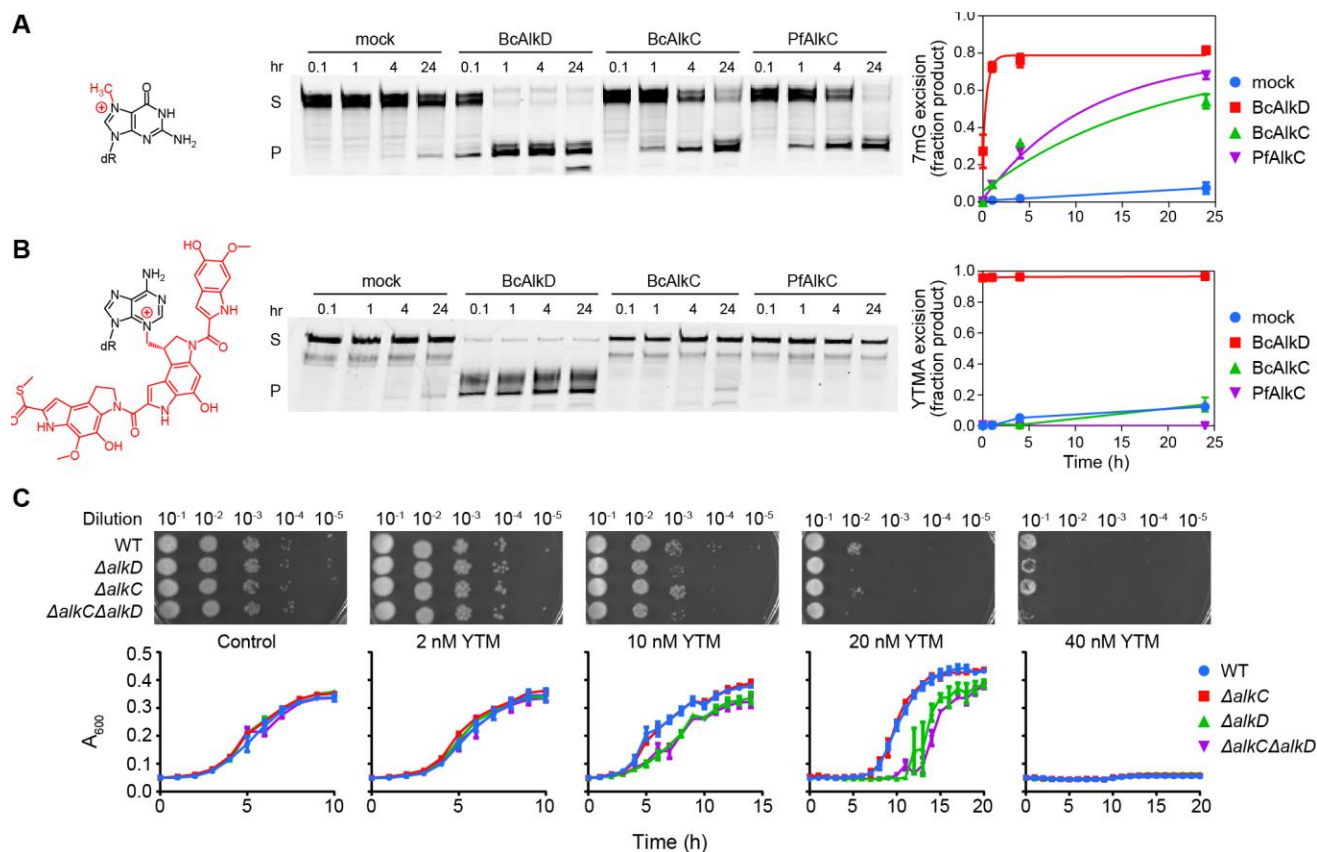 A
mock BcAlkD BcAlkC PfAlkC
hr 0.1 1 4 24 0.1 1 4 24 0.1 1 4 24 0.1 1 4 24
S
P
H₃C
⊕
O
N
NH
N
N
NH₂
dR
7mG excision
(fraction product)
1.0
0.8
0.6
0.4
0.2
0.0
0 5 10 15 20 25
mock
BcAlkD
BcAlkC
PfAlkC
B
mock BcAlkD BcAlkC PfAlkC
hr 0.1 1 4 24 0.1 1 4 24 0.1 1 4 24 0.1 1 4 24
S
P
HO
O
NH₂
N
N
N
N
⊕
dR
NH
N
O
S
O
N
O
N
H
OH
HN
OH
O
YTMA excision
(fraction product)
1.0
0.8
0.6
0.4
0.2
0.0
0 5 10 15 20 25
Time (h)
mock
BcAlkD
BcAlkC
PfAlkC
C
Dilution 10⁻¹ 10⁻² 10⁻³ 10⁻⁴ 10⁻⁵ 10⁻¹ 10⁻² 10⁻³ 10⁻⁴ 10⁻⁵ 10⁻¹ 10⁻² 10⁻³ 10⁻⁴ 10⁻⁵ 10⁻¹ 10⁻² 10⁻³ 10⁻⁴ 10⁻⁵ 10⁻¹ 10⁻² 10⁻³ 10⁻⁴ 10⁻⁵
WT
ΔalkD
ΔalkC
ΔalkCΔalkD
Control 2 nM YTM 10 nM YTM 20 nM YTM 40 nM YTM
A₆₀₀
0.5
0.4
0.3
0.2
0.1
0.0
0 5 10 0 5 10 0 5 10 15 0 5 10 15 20 0 5 10 15 20
Time (h)
WT
ΔalkC
ΔalkD
ΔalkCΔalkD